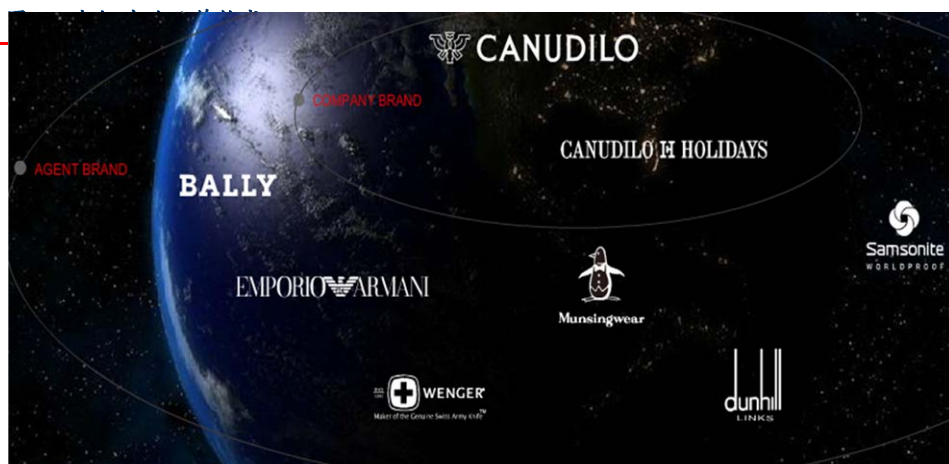 CANUDILO
COMPANY BRAND
CANUDILO H HOLIDAYS
AGENT BRAND
BALLY
Samsonite
WORLDPROOF
EMPORIO ARMANI
Munsingwear
WENGER
Maker of the Genuine Swiss Army Knife™
dunhill
LINKS